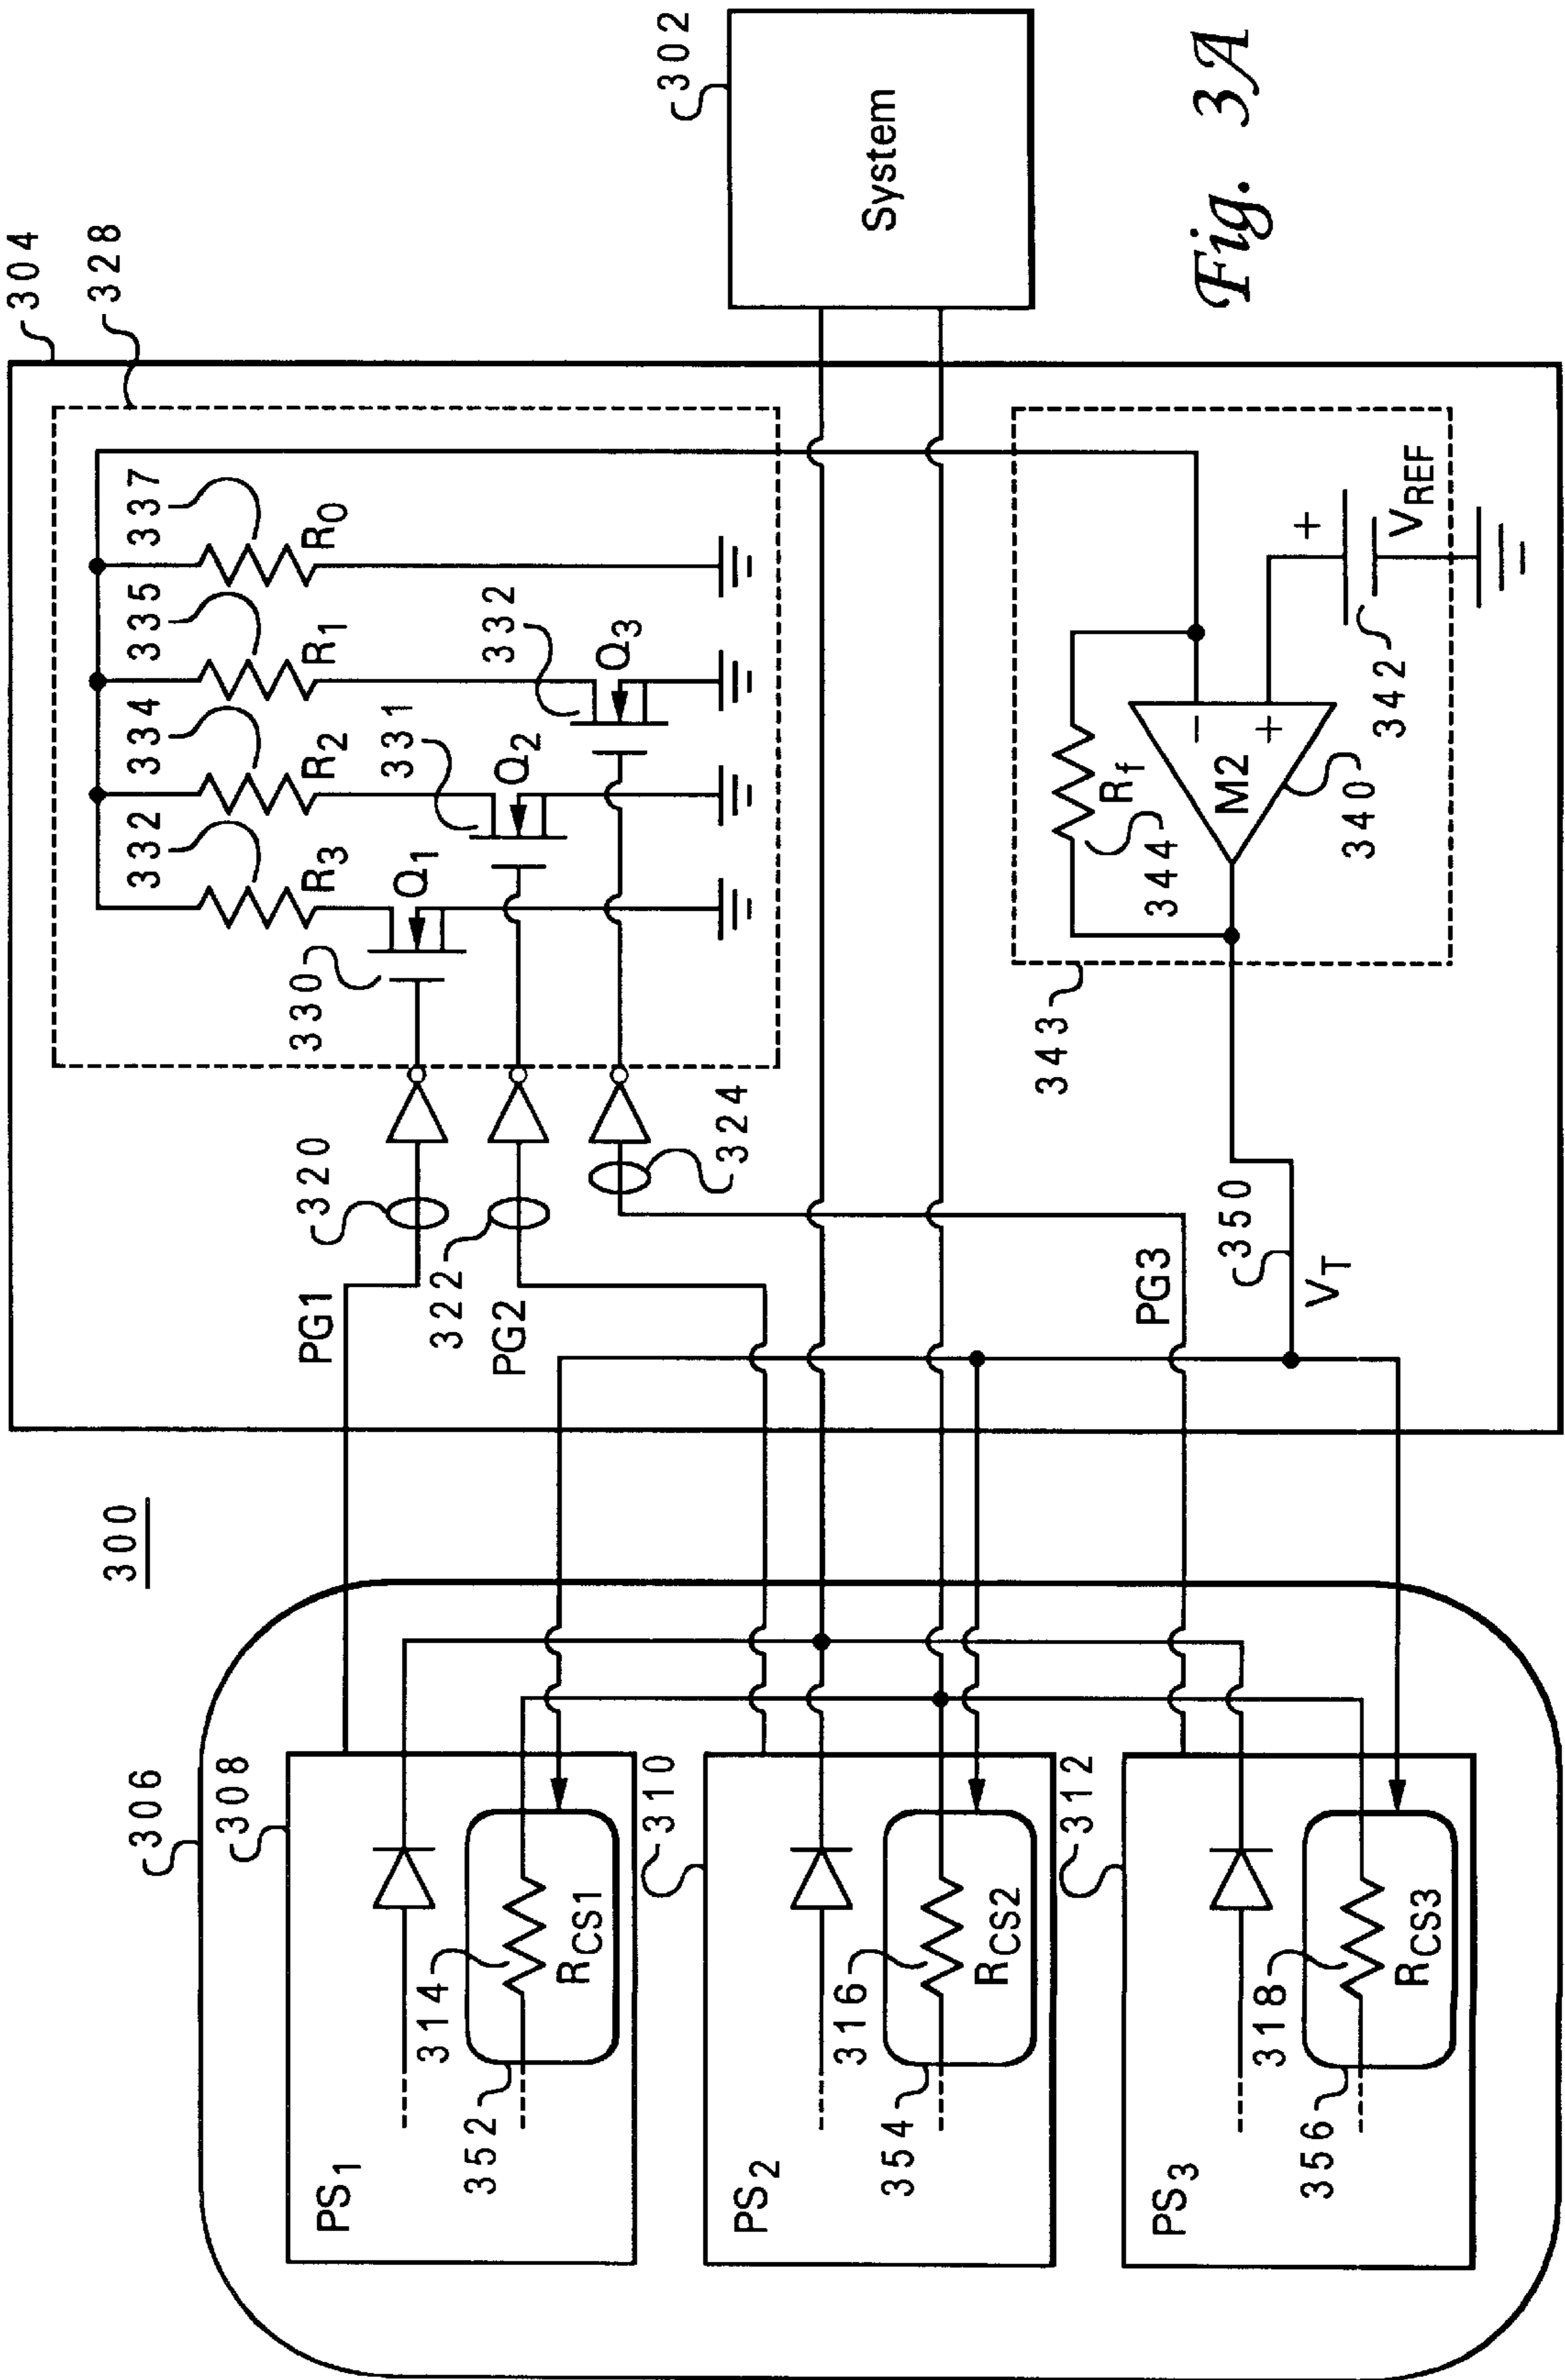 300
304
328
306
308
PS1
352
314
RCS1
310
PS2
354
316
RCS2
312
PS3
356
318
RCS3
PG1
320
322
PG2
324
PG3
330
Q1
332
R3
331
Q2
334
R2
332
Q3
335
R1
337
R0
302
System
343
344
Rf
M2
-
+
340
342
+
VREF
350
VT
Fig. 3A